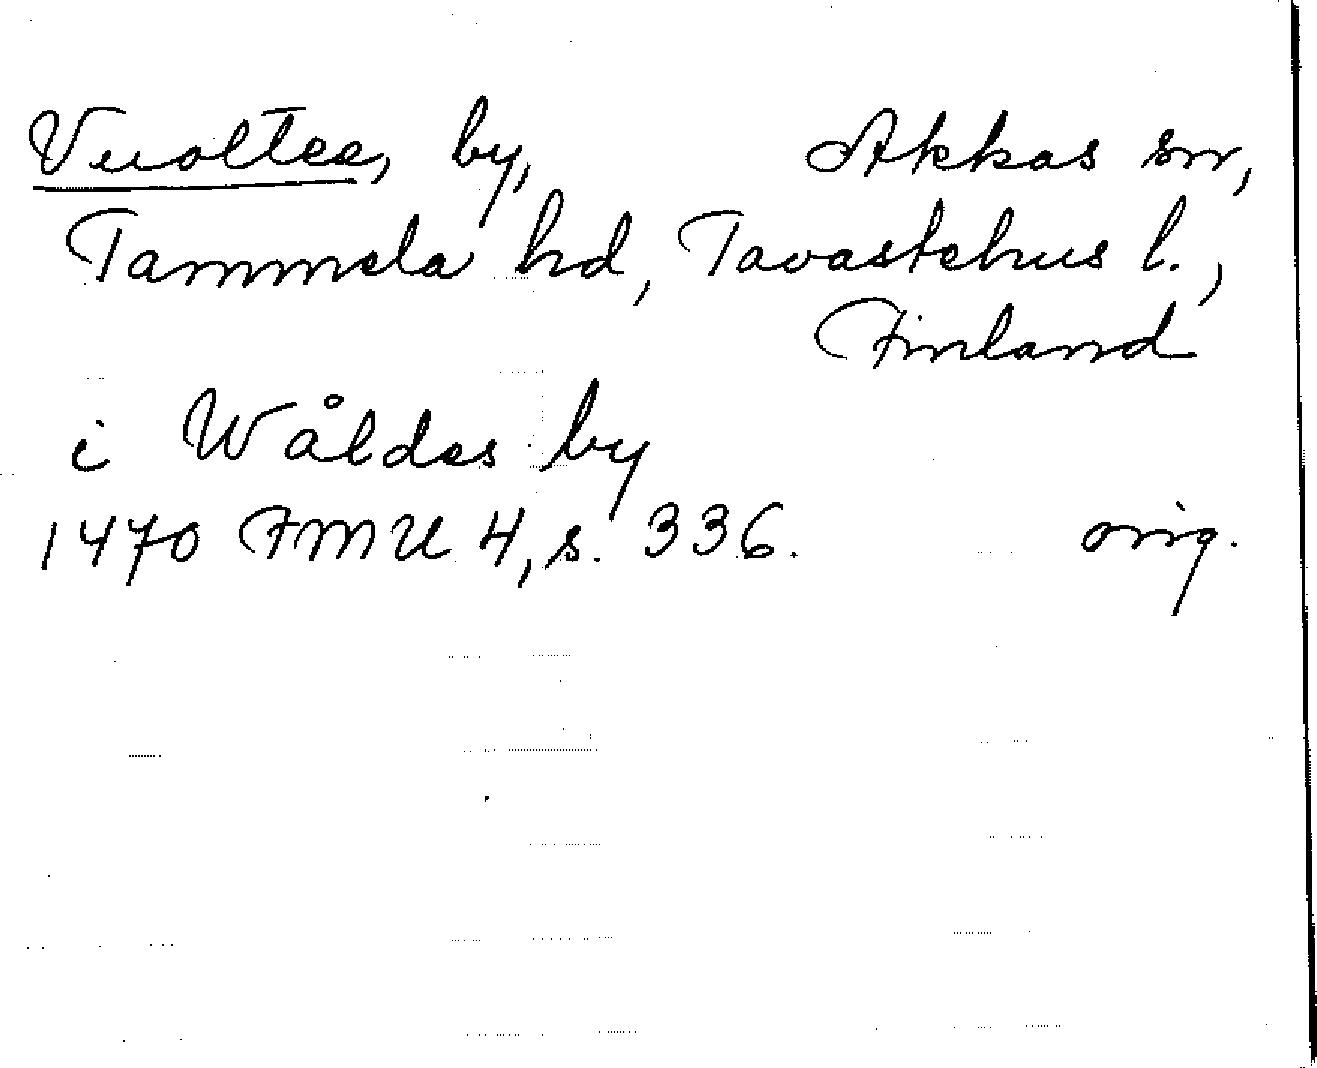 Vuoltee, by, Akkas sn,
Tammela hd, Tavastehus l.,
Finland
i Wåldes by
1470 FMU 4, s. 336. orig.